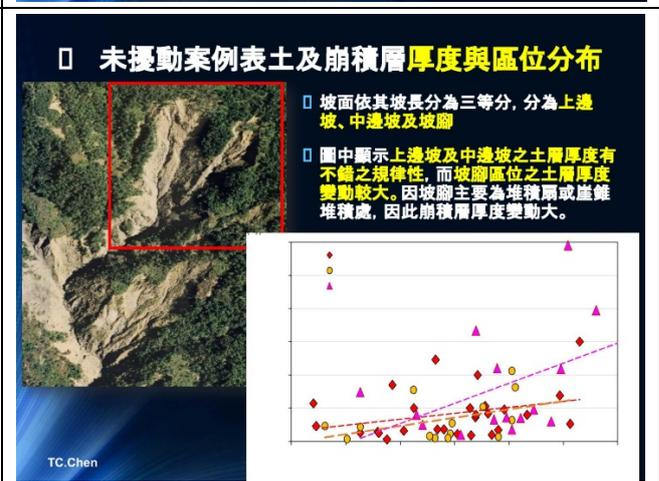 未擾動案例表土及崩積層厚度與區位分布
坡面依其坡長分為三等分, 分為上邊
坡、中邊坡及坡腳
圖中顯示上邊坡及中邊坡之土層厚度有
不錯之規律性, 而坡腳區位之土層厚度
變動較大。因坡腳主要為堆積扇或崖錐
堆積處, 因此崩積層厚度變動大。
TC.Chen